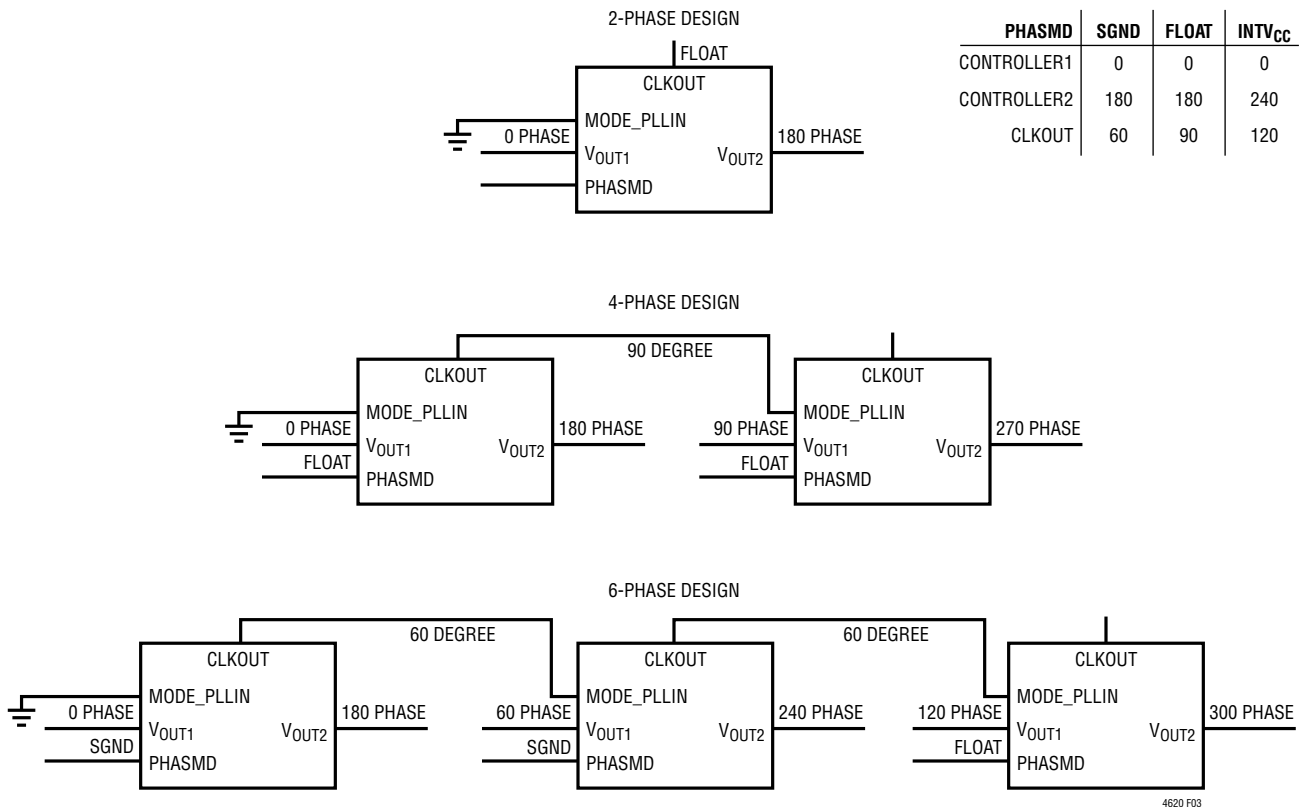 2-PHASE DESIGN
FLOAT
CLKOUT
MODE_PLLIN
0 PHASE
VOUT1
VOUT2
180 PHASE
PHASMD
PHASMD SGND FLOAT INTVCC
CONTROLLER1 0 0 0
CONTROLLER2 180 180 240
CLKOUT 60 90 120
4-PHASE DESIGN
90 DEGREE
CLKOUT
MODE_PLLIN
0 PHASE
VOUT1
VOUT2
180 PHASE
FLOAT
PHASMD
CLKOUT
MODE_PLLIN
90 PHASE
VOUT1
VOUT2
270 PHASE
FLOAT
PHASMD
6-PHASE DESIGN
60 DEGREE
60 DEGREE
CLKOUT
MODE_PLLIN
0 PHASE
VOUT1
VOUT2
180 PHASE
SGND
PHASMD
CLKOUT
MODE_PLLIN
60 PHASE
VOUT1
VOUT2
240 PHASE
SGND
PHASMD
CLKOUT
MODE_PLLIN
120 PHASE
VOUT1
VOUT2
300 PHASE
FLOAT
PHASMD
4620 F03